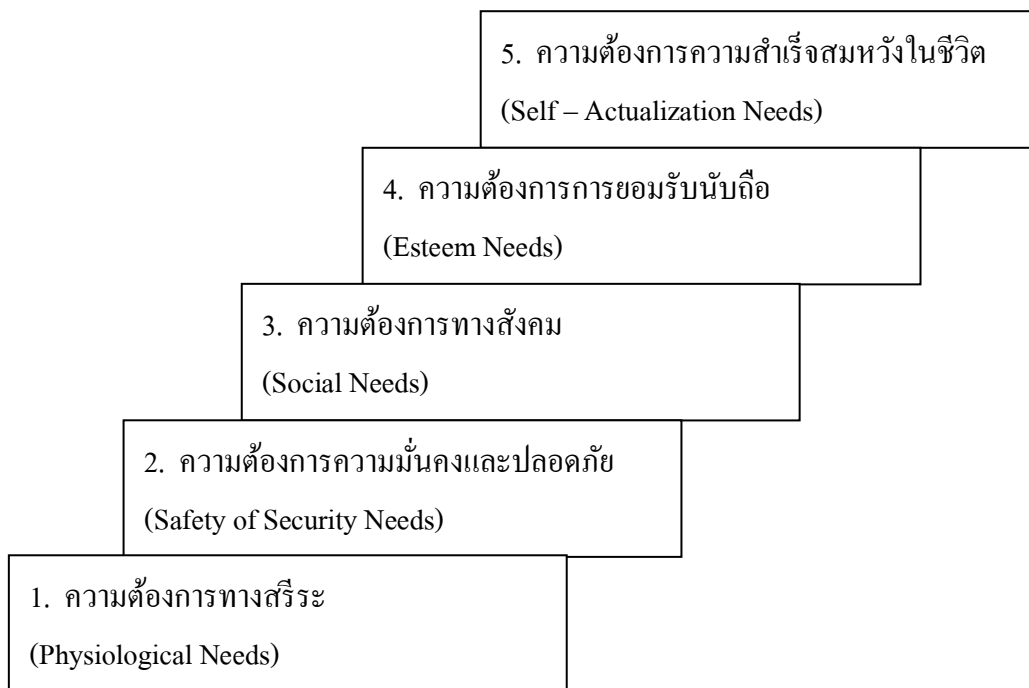 5. ความต้องการความสำเร็จสมหวังในชีวิต
(Self – Actualization Needs)
4. ความต้องการการยอมรับนับถือ
(Esteem Needs)
3. ความต้องการทางสังคม
(Social Needs)
2. ความต้องการความมั่นคงและปลอดภัย
(Safety of Security Needs)
1. ความต้องการทางสรีระ
(Physiological Needs)